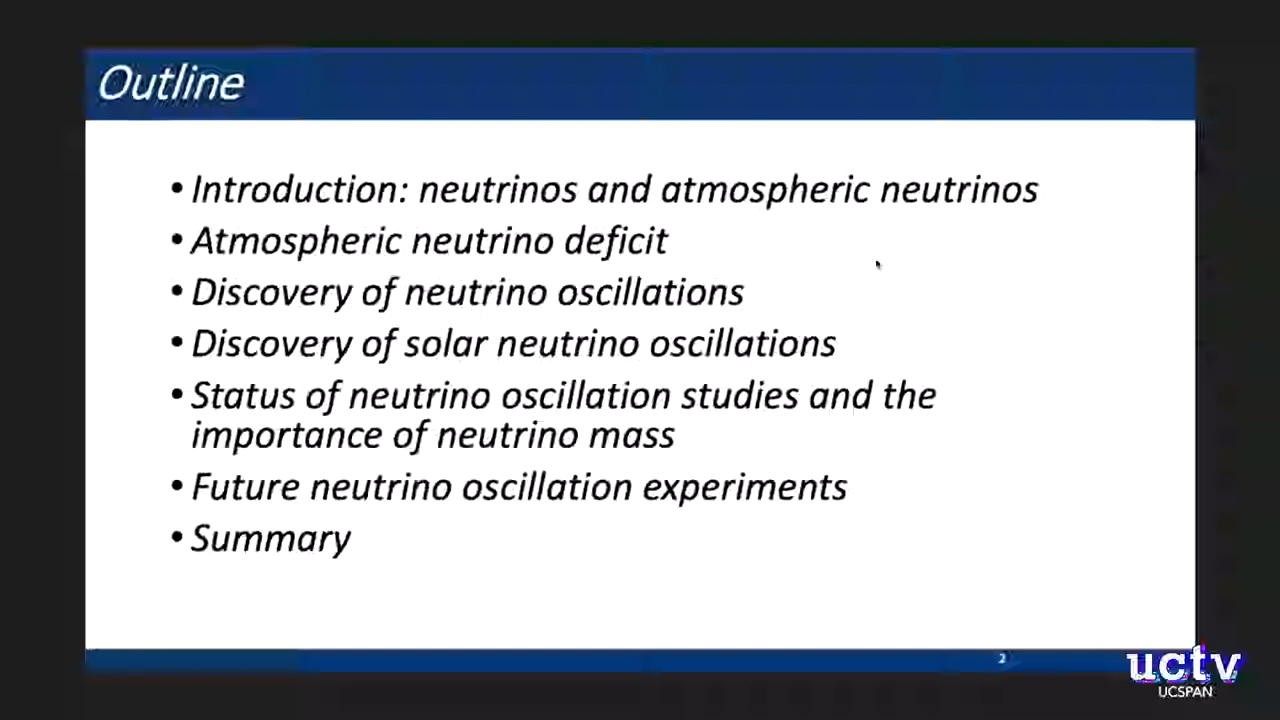 Outline
• Introduction: neutrinos and atmospheric neutrinos
• Atmospheric neutrino deficit
• Discovery of neutrino oscillations
• Discovery of solar neutrino oscillations
• Status of neutrino oscillation studies and the
importance of neutrino mass
• Future neutrino oscillation experiments
• Summary
2
uctv
UCSPAN